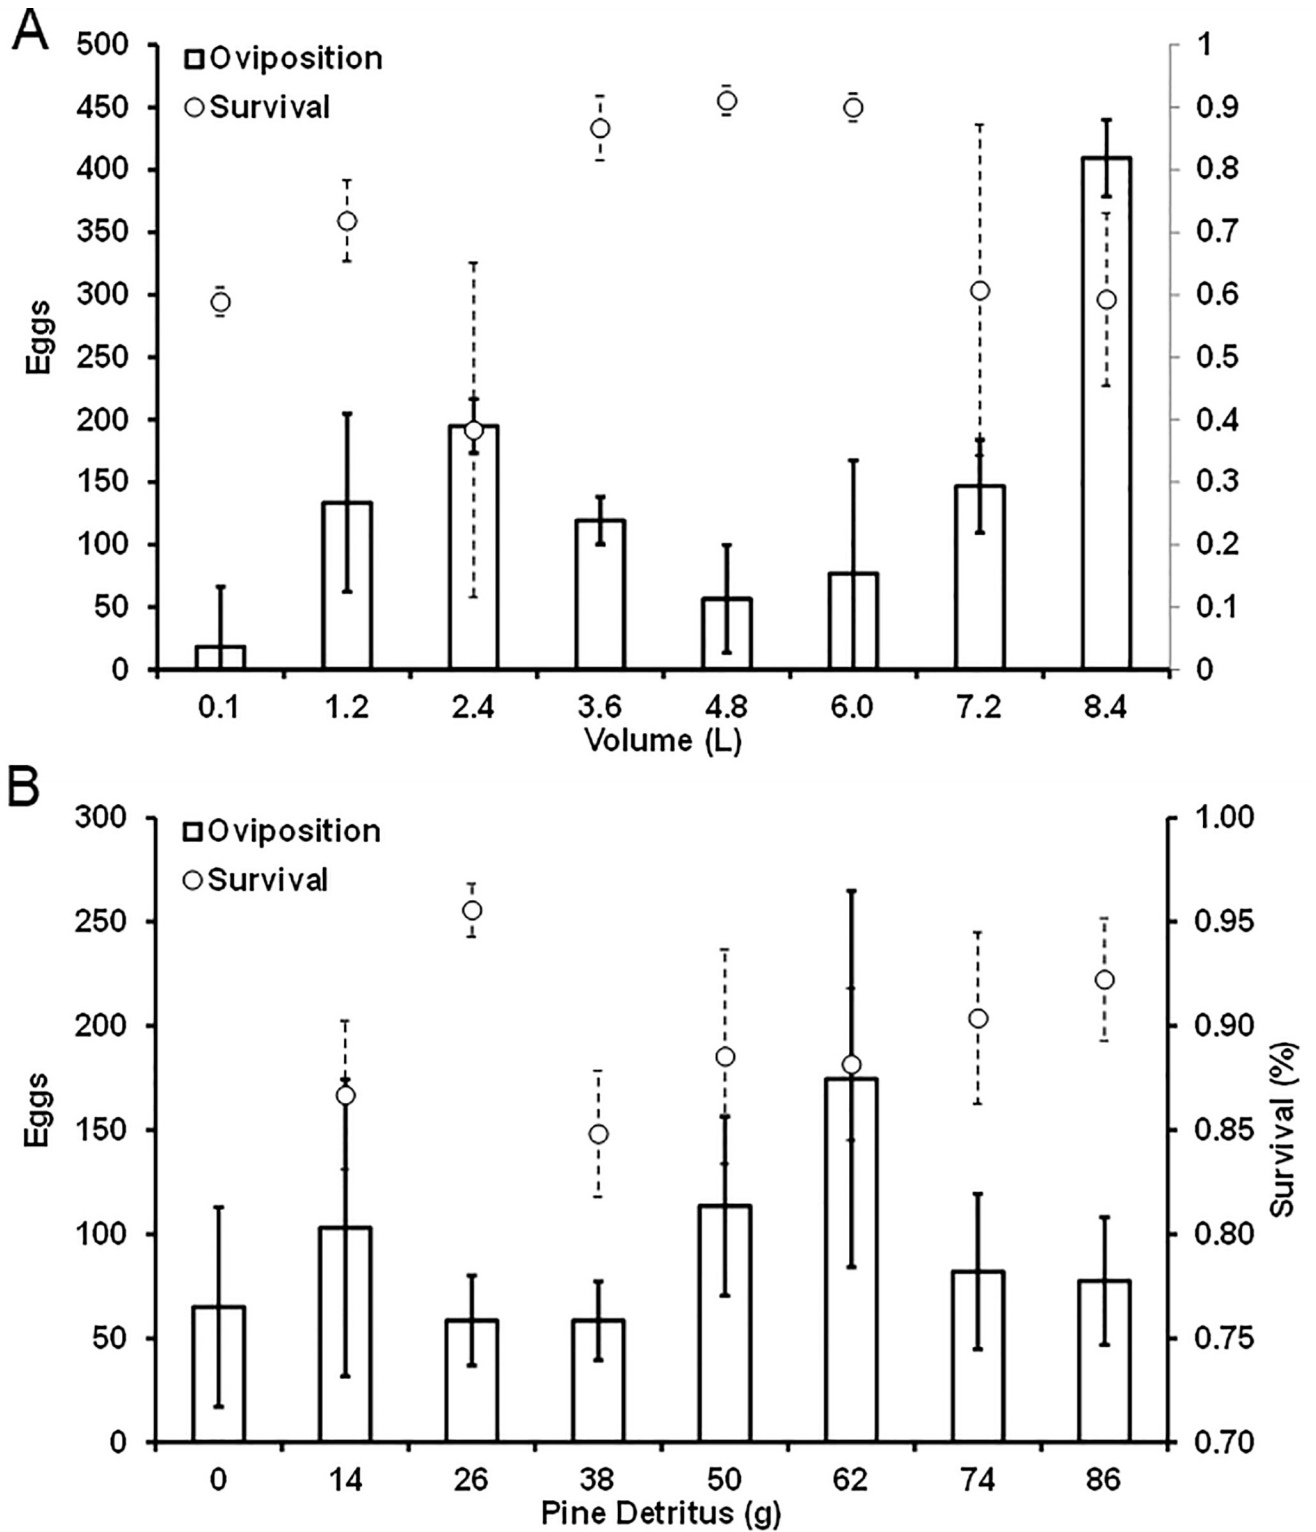 A
500 1
Oviposition
450 0.9
Survival
400 0.8
350 0.7
300 0.6
Eggs
250 0.5
200 0.4
150 0.3
100 0.2
50 0.1
0 0
0.1 1.2 2.4 3.6 4.8 6.0 7.2 8.4
Volume (L)
B
300 1.00
Oviposition
Survival
250 0.95
200 0.90
Eggs Survival (%)
150 0.85
100 0.80
50 0.75
0 0.70
0 14 26 38 50 62 74 86
Pine Detritus (g)